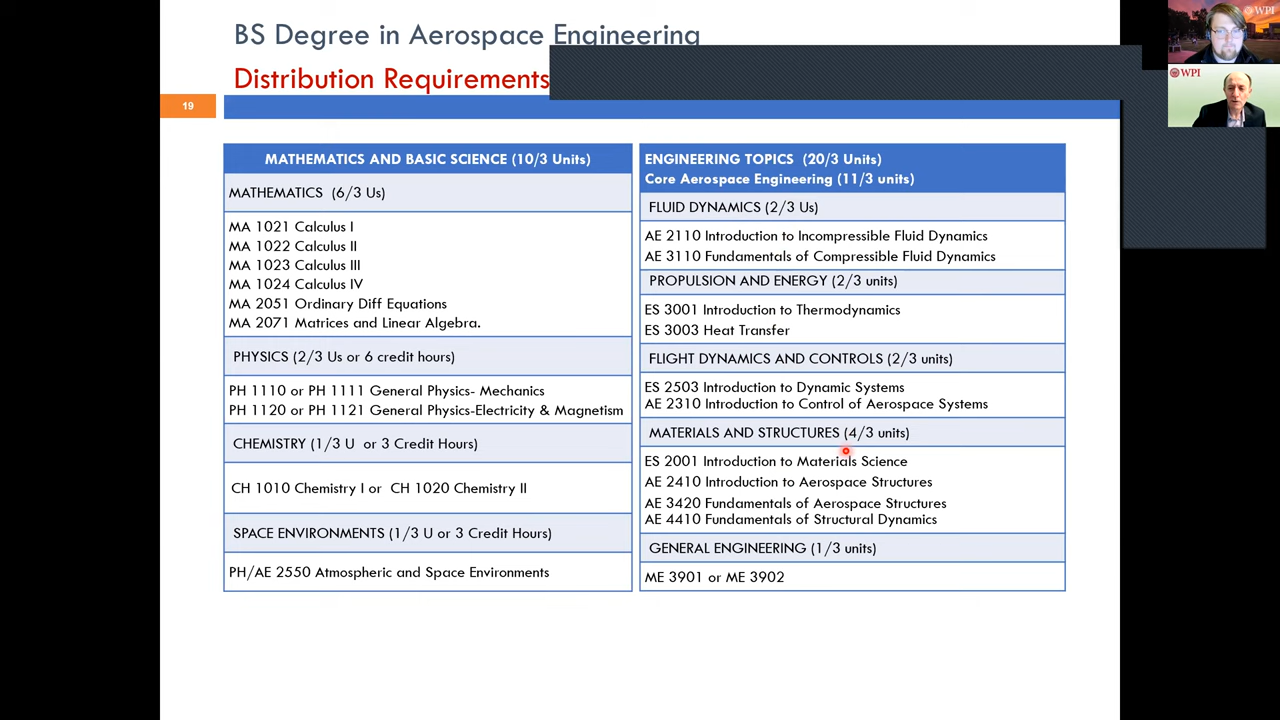 BS Degree in Aerospace Engineering
Distribution Requirements
19
MATHEMATICS AND BASIC SCIENCE (10/3 Units)
MATHEMATICS (6/3 Us)
MA 1021 Calculus I
MA 1022 Calculus II
MA 1023 Calculus III
MA 1024 Calculus IV
MA 2051 Ordinary Diff Equations
MA 2071 Matrices and Linear Algebra.
PHYSICS (2/3 Us or 6 credit hours)
PH 1110 or PH 1111 General Physics- Mechanics
PH 1120 or PH 1121 General Physics-Electricity & Magnetism
CHEMISTRY (1/3 U or 3 Credit Hours)
CH 1010 Chemistry I or CH 1020 Chemistry II
SPACE ENVIRONMENTS (1/3 U or 3 Credit Hours)
PH/AE 2550 Atmospheric and Space Environments
ENGINEERING TOPICS (20/3 Units)
Core Aerospace Engineering (11/3 units)
FLUID DYNAMICS (2/3 Us)
AE 2110 Introduction to Incompressible Fluid Dynamics
AE 3110 Fundamentals of Compressible Fluid Dynamics
PROPULSION AND ENERGY (2/3 units)
ES 3001 Introduction to Thermodynamics
ES 3003 Heat Transfer
FLIGHT DYNAMICS AND CONTROLS (2/3 units)
ES 2503 Introduction to Dynamic Systems
AE 2310 Introduction to Control of Aerospace Systems
MATERIALS AND STRUCTURES (4/3 units)
ES 2001 Introduction to Materials Science
AE 2410 Introduction to Aerospace Structures
AE 3420 Fundamentals of Aerospace Structures
AE 4410 Fundamentals of Structural Dynamics
GENERAL ENGINEERING (1/3 units)
ME 3901 or ME 3902
WPI
WPI